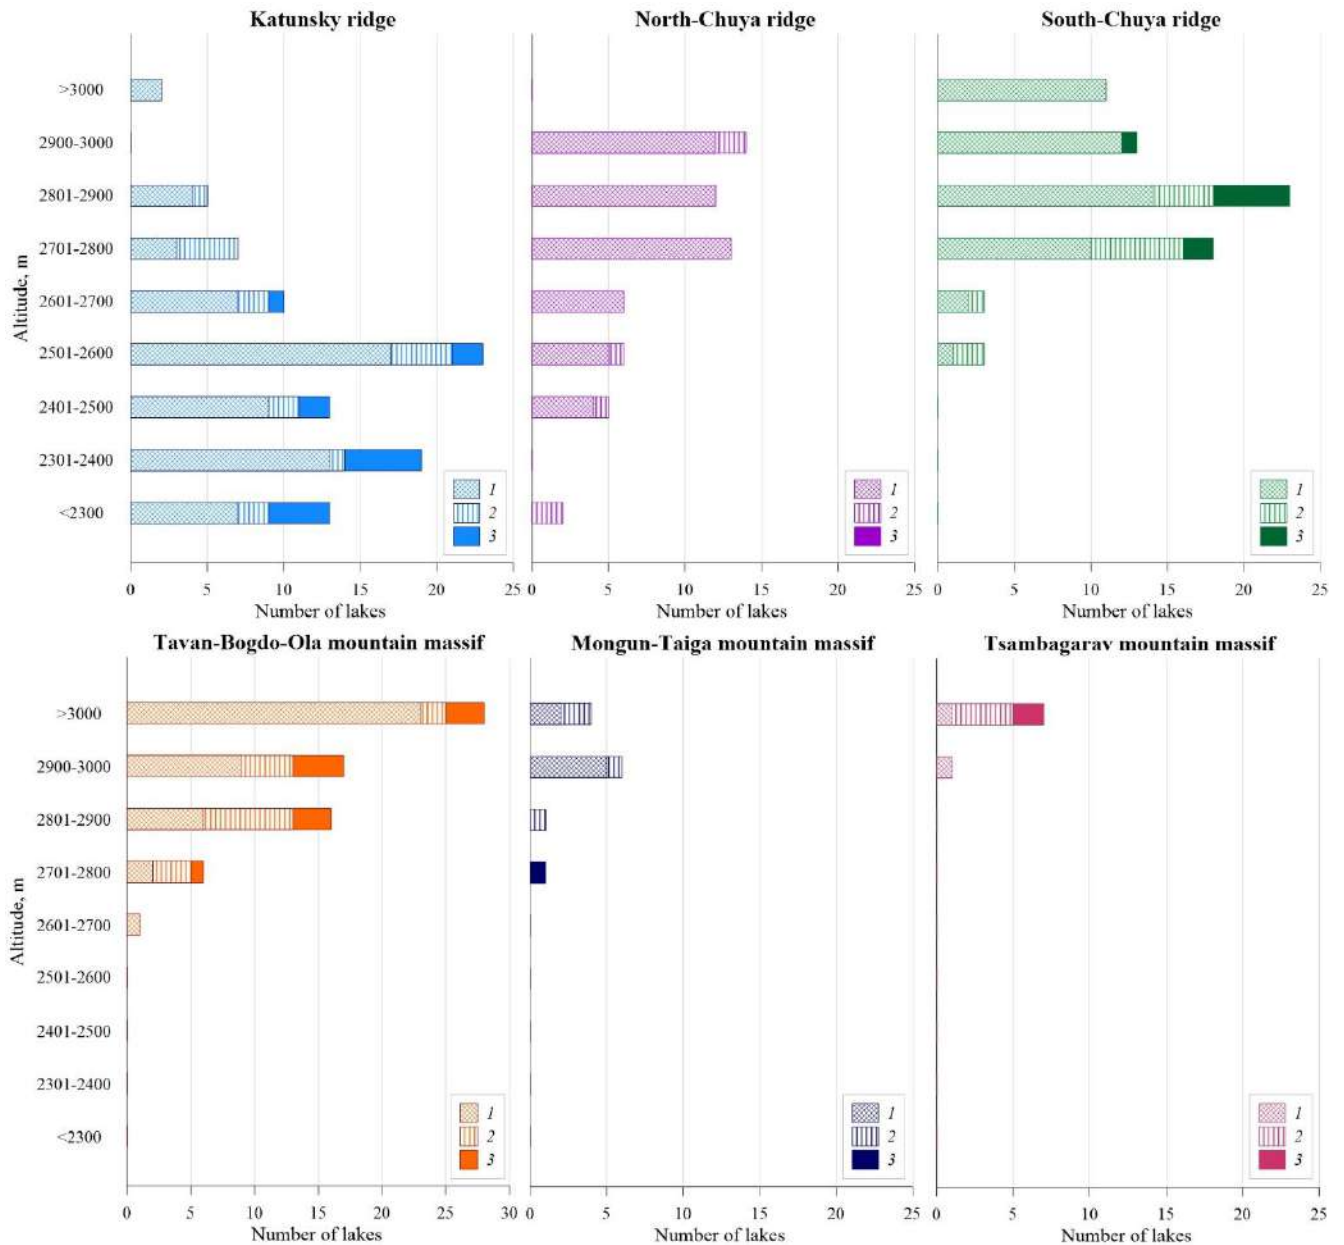 Katunsky ridge
North-Chuya ridge
South-Chuya ridge
Altitude, m
>3000
2900-3000
2801-2900
2701-2800
2601-2700
2501-2600
2401-2500
2301-2400
<2300
1
2
3
1
2
3
1
2
3
0 5 10 15 20 25
0 5 10 15 20 25
0 5 10 15 20 25
Number of lakes
Number of lakes
Number of lakes
Tavan-Bogdo-Ola mountain massif
Mongun-Taiga mountain massif
Tsambagarav mountain massif
Altitude, m
>3000
2900-3000
2801-2900
2701-2800
2601-2700
2501-2600
2401-2500
2301-2400
<2300
1
2
3
1
2
3
1
2
3
0 5 10 15 20 25 30
0 5 10 15 20 25
0 5 10 15 20 25
Number of lakes
Number of lakes
Number of lakes